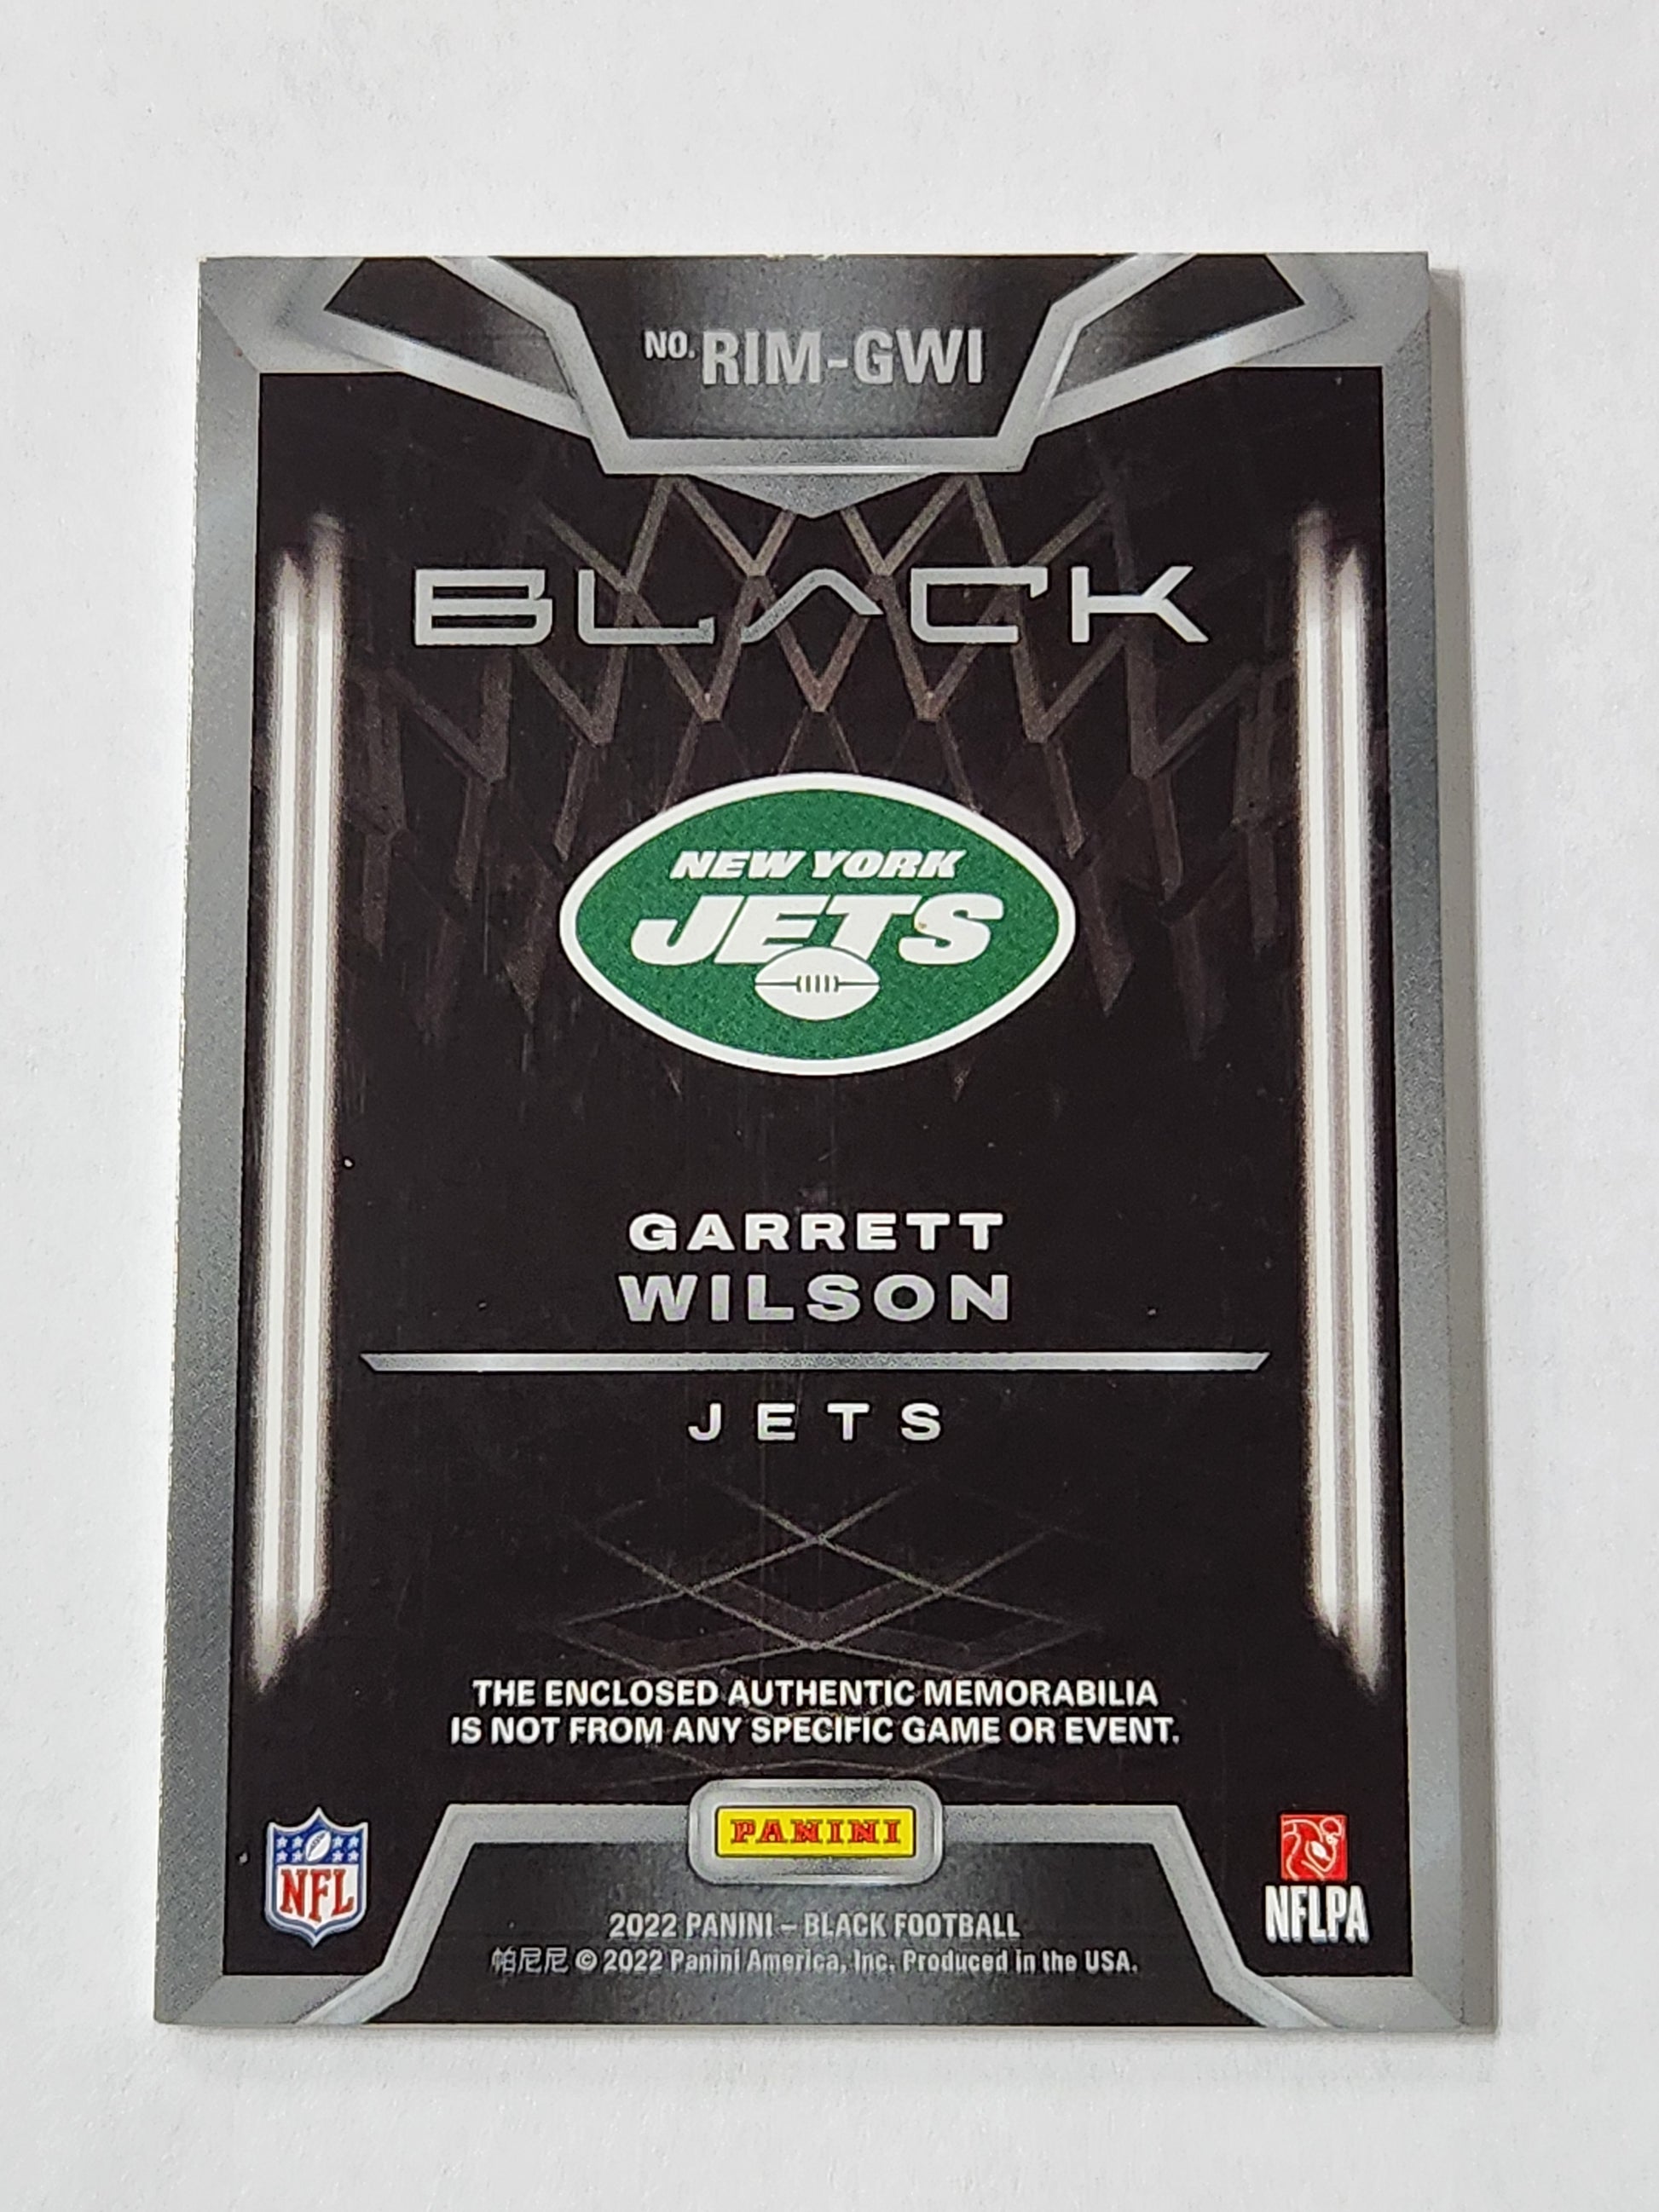 NO. RIM-GWI
BLACK
NEW YORK
JETS
GARRETT
WILSON
JETS
THE ENCLOSED AUTHENTIC MEMORABILIA
IS NOT FROM ANY SPECIFIC GAME OR EVENT.
PANINI
NFL
NFLPA
2022 PANINI – BLACK FOOTBALL
帕尼尼 © 2022 Panini America, Inc. Produced in the USA.